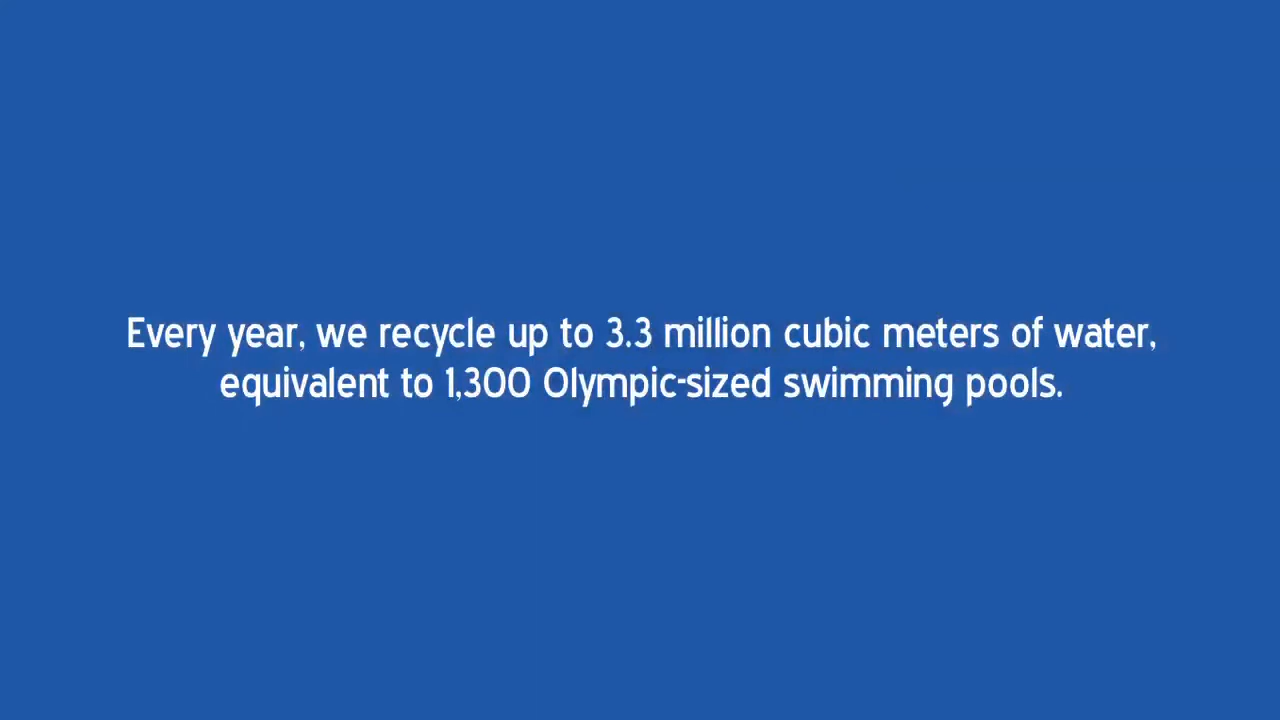 Every year, we recycle up to 3.3 million cubic meters of water,
equivalent to 1,300 Olympic-sized swimming pools.